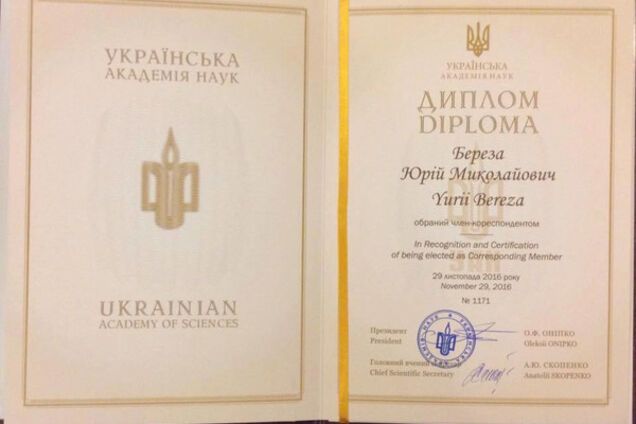 УКРАЇНСЬКА
АКАДЕМІЯ НАУК
UKRAINIAN
ACADEMY OF SCIENCES
УКРАЇНСЬКА
АКАДЕМІЯ НАУК
ДИПЛОМ
DIPLOMA
Береза
Юрій Миколайович
Yurii Bereza
обраний член-кореспондентом
In Recognition and Certification
of being elected as Corresponding Member
29 листопада 2016 року
November 29, 2016
№ 1171
Президент О.Ф. ОНІПКО
President Oleksii ONIPKO
Головний вчений А.Ю. СКОПЕНКО
Chief Scientific Secretary Anatolii SKOPENKO